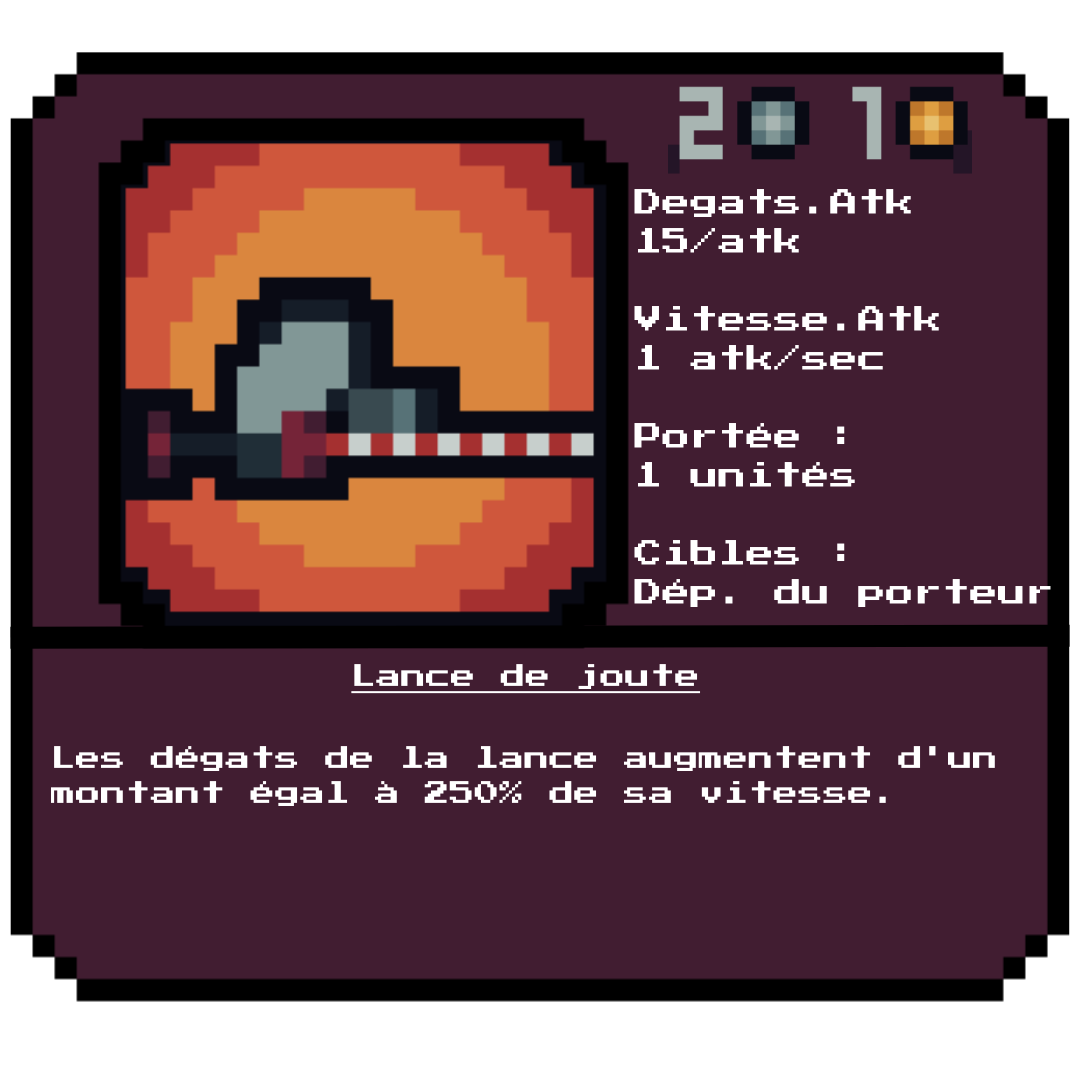 2 1
Degats.Atk
15/atk
Vitesse.Atk
1 atk/sec
Portée :
1 unités
Cibles :
Dép. du porteur
Lance de joute
Les dégats de la lance augmentent d'un
montant égal à 250% de sa vitesse.